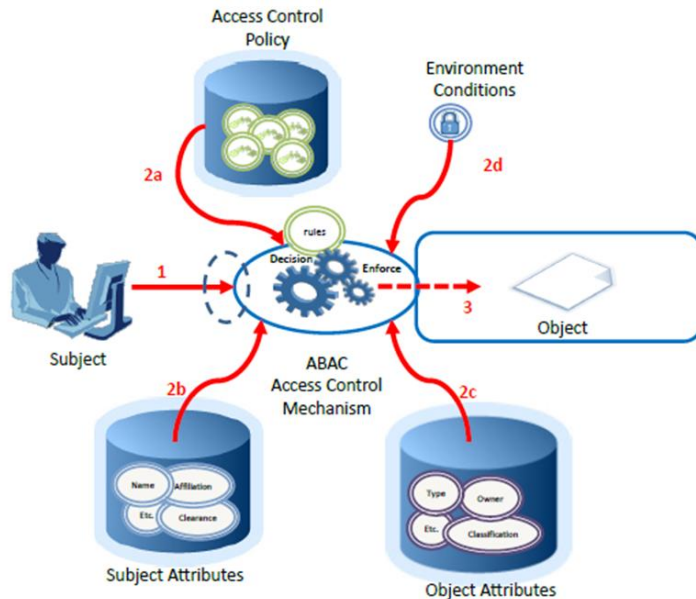 Access Control
Policy
Environment
Conditions
2a
2d
rules
Decision
Enforce
1
3
Subject
Object
ABAC
Access Control
Mechanism
2b
2c
Name
Affiliation
Etc.
Clearance
Type
Owner
Etc.
Classification
Subject Attributes
Object Attributes